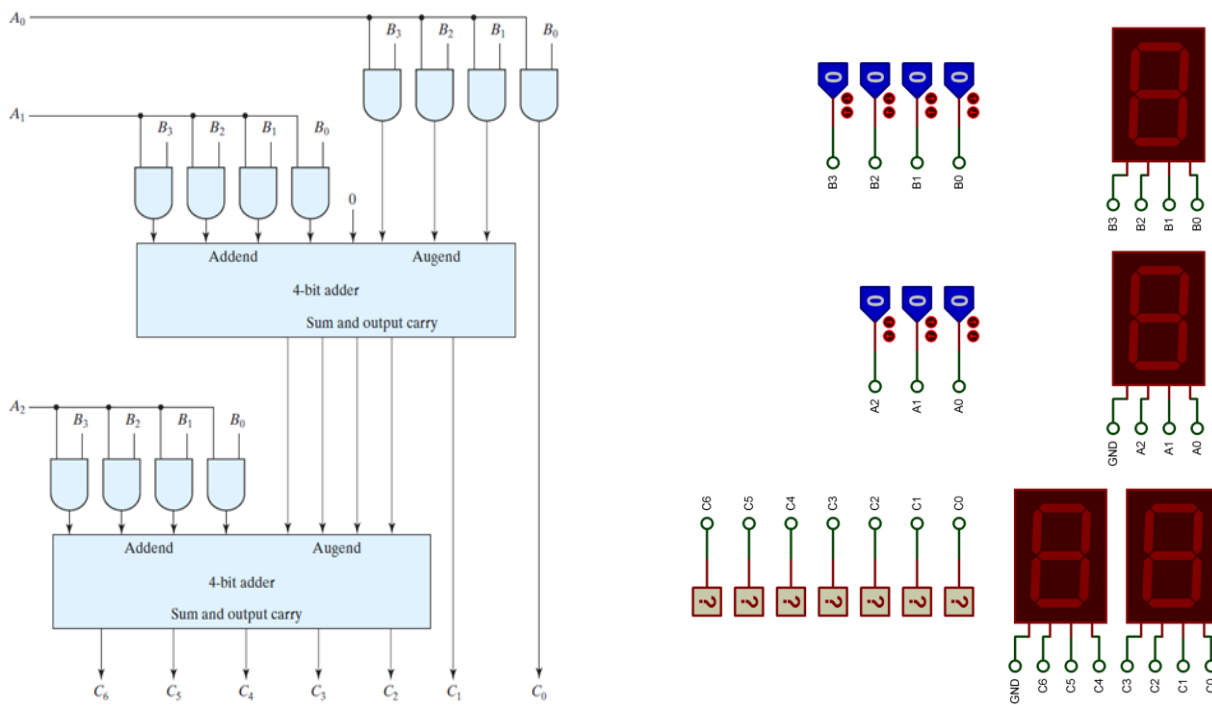 A₀
B₃ B₂ B₁ B₀
A₁
B₃ B₂ B₁ B₀
0
Addend Augend
4-bit adder
Sum and output carry
A₂
B₃ B₂ B₁ B₀
Addend Augend
4-bit adder
Sum and output carry
C₆ C₅ C₄ C₃ C₂ C₁ C₀
0 0 0 0
B3 B2 B1 B0
B3 B2 B1 B0
0 0 0
A2 A1 A0
GND A2 A1 A0
C6 C5 C4 C3 C2 C1 C0
? ? ? ? ? ? ?
GND C6 C5 C4 C3 C2 C1 C0